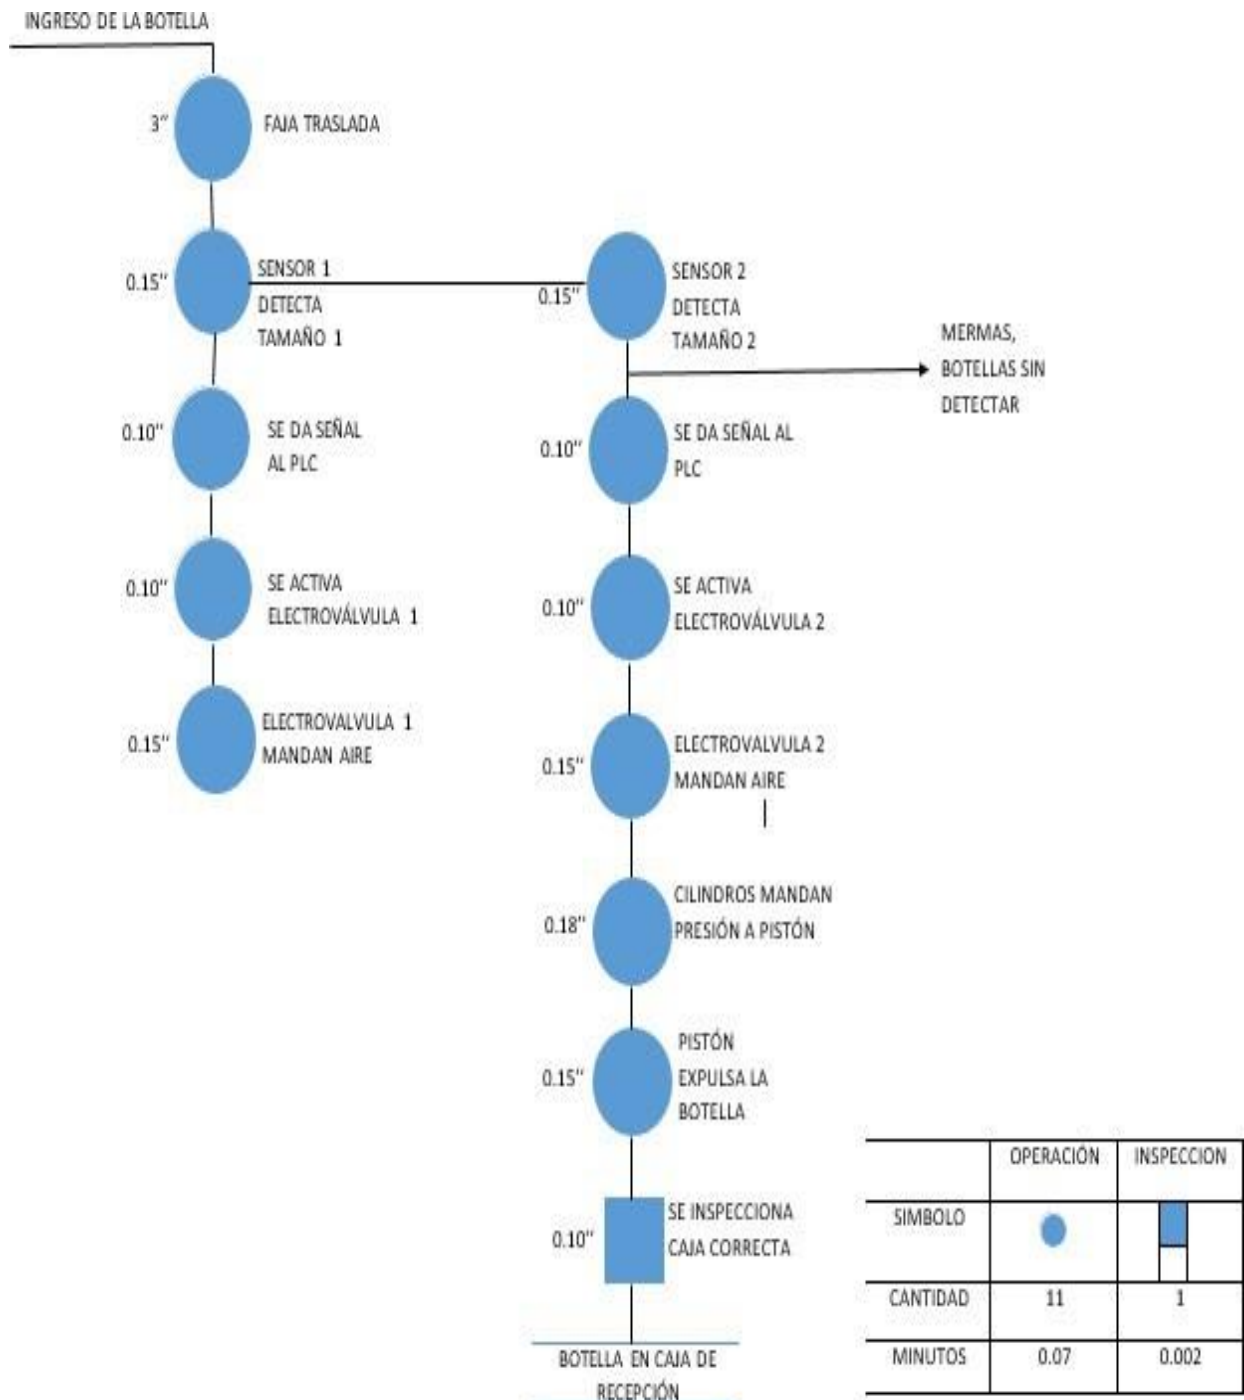 INGRESO DE LA BOTELLA
3"
FAJA TRASLADA
0.15"
SENSOR 1
DETECTA
TAMAÑO 1
0.10"
SE DA SEÑAL
AL PLC
0.10"
SE ACTIVA
ELECTROVÁLVULA 1
0.15"
ELECTROVALVULA 1
MANDAN AIRE
0.15"
SENSOR 2
DETECTA
TAMAÑO 2
MERMAS,
BOTELLAS SIN
DETECTAR
0.10"
SE DA SEÑAL AL
PLC
0.10"
SE ACTIVA
ELECTROVÁLVULA 2
0.15"
ELECTROVALVULA 2
MANDAN AIRE
0.18"
CILINDROS MANDAN
PRESIÓN A PISTÓN
0.15"
PISTÓN
EXPULSA LA
BOTELLA
0.10"
SE INSPECCIONA
CAJA CORRECTA
BOTELLA EN CAJA DE
RECEPCIÓN
OPERACIÓN INSPECCION
SIMBOLO
CANTIDAD 11 1
MINUTOS 0.07 0.002